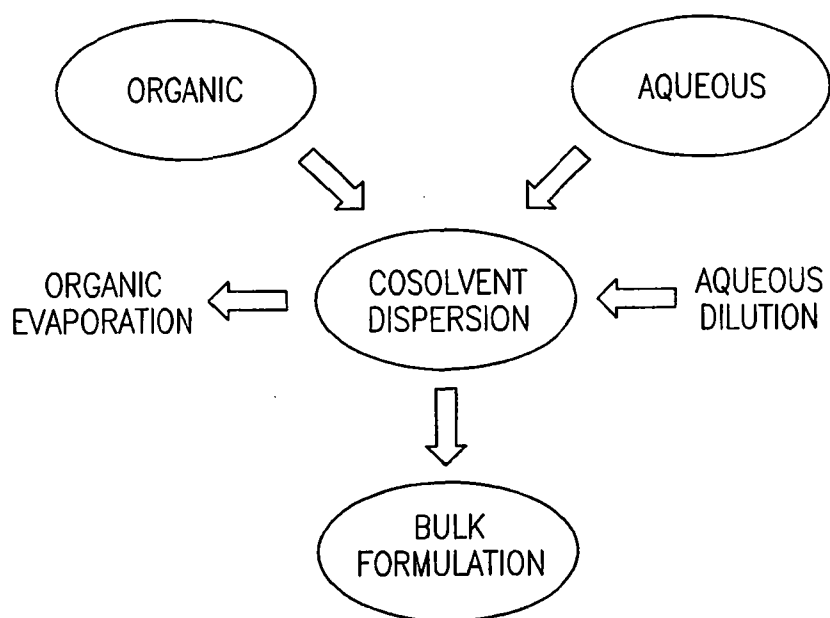 ORGANIC
AQUEOUS
ORGANIC
EVAPORATION
COSOLVENT
DISPERSION
AQUEOUS
DILUTION
BULK
FORMULATION